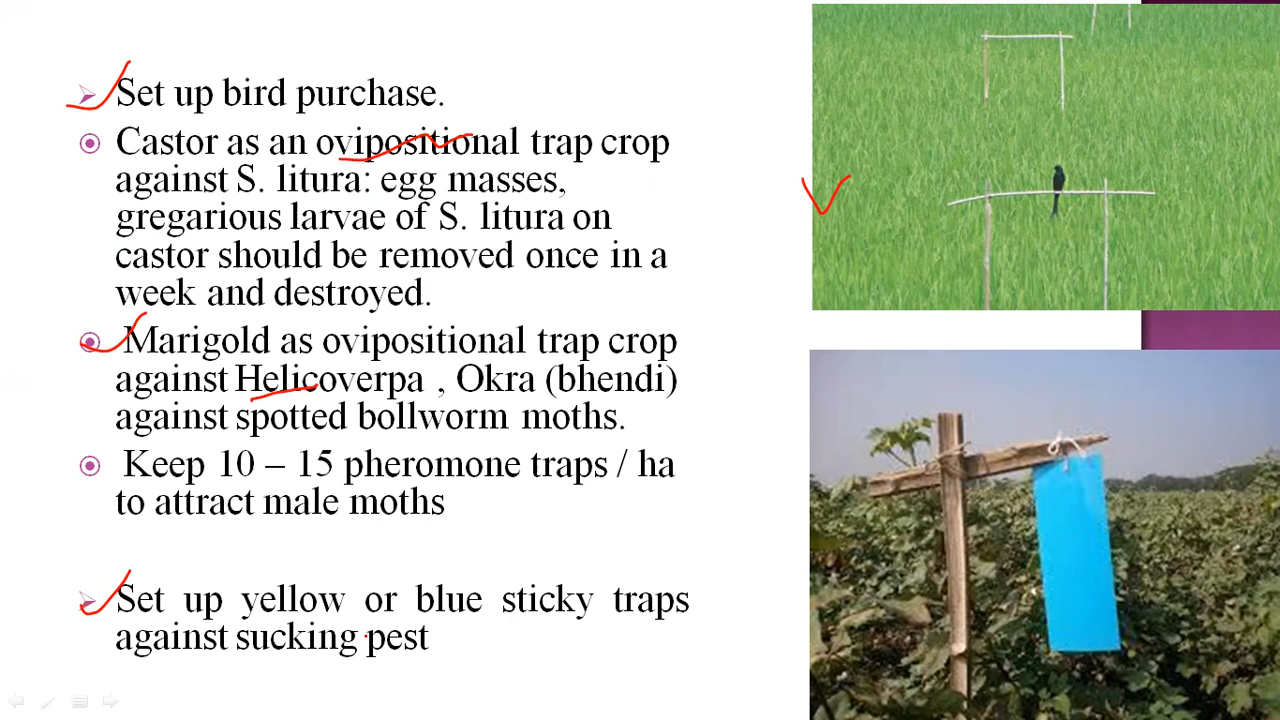 Set up bird purchase.
Castor as an ovipositional trap crop
against S. litura: egg masses,
gregarious larvae of S. litura on
castor should be removed once in a
week and destroyed.
Marigold as ovipositional trap crop
against Helicoverpa , Okra (bhendi)
against spotted bollworm moths.
Keep 10 – 15 pheromone traps / ha
to attract male moths
Set up yellow or blue sticky traps
against sucking pest